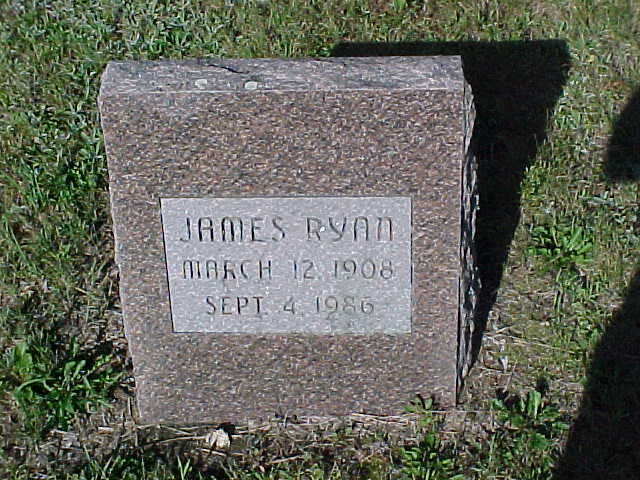 JAMES RYAN
MARCH 12 1908
SEPT. 4 1986